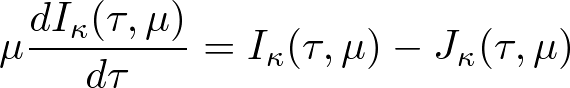 μ dI_κ(τ, μ)/dτ = I_κ(τ, μ) − J_κ(τ, μ)